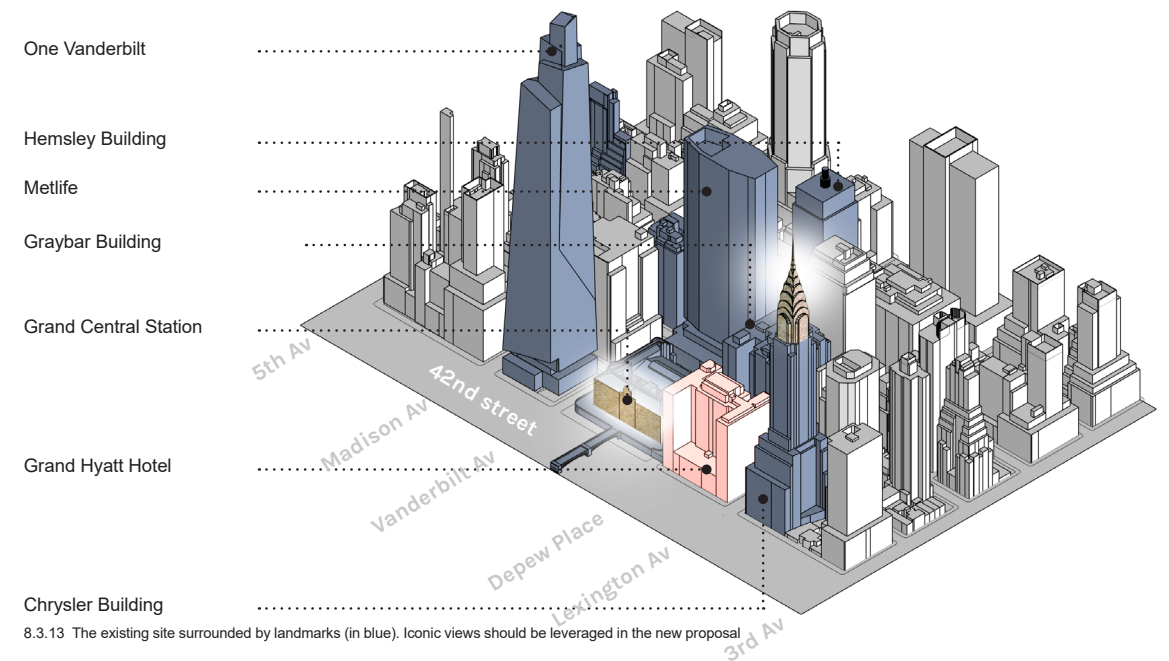 One Vanderbilt
Hemsley Building
Metlife
Graybar Building
Grand Central Station
5th Av
42nd street
Madison Av
Vanderbilt Av
Grand Hyatt Hotel
Depew Place
Lexington Av
Chrysler Building
3rd Av
8.3.13 The existing site surrounded by landmarks (in blue). Iconic views should be leveraged in the new proposal